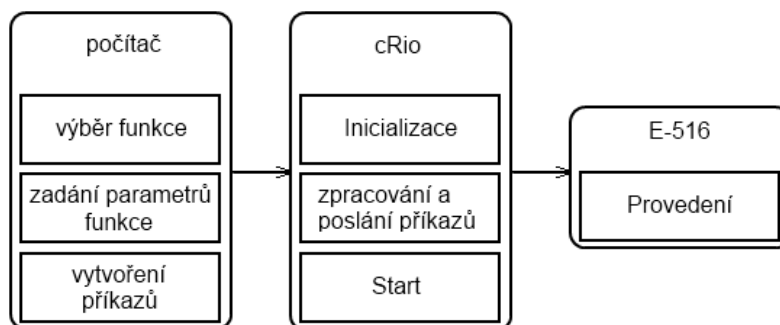 počítač
výběr funkce
zadání parametrů
funkce
vytvoření
příkazů
cRio
Inicializace
zpracování a
poslání příkazů
Start
E-516
Provedení